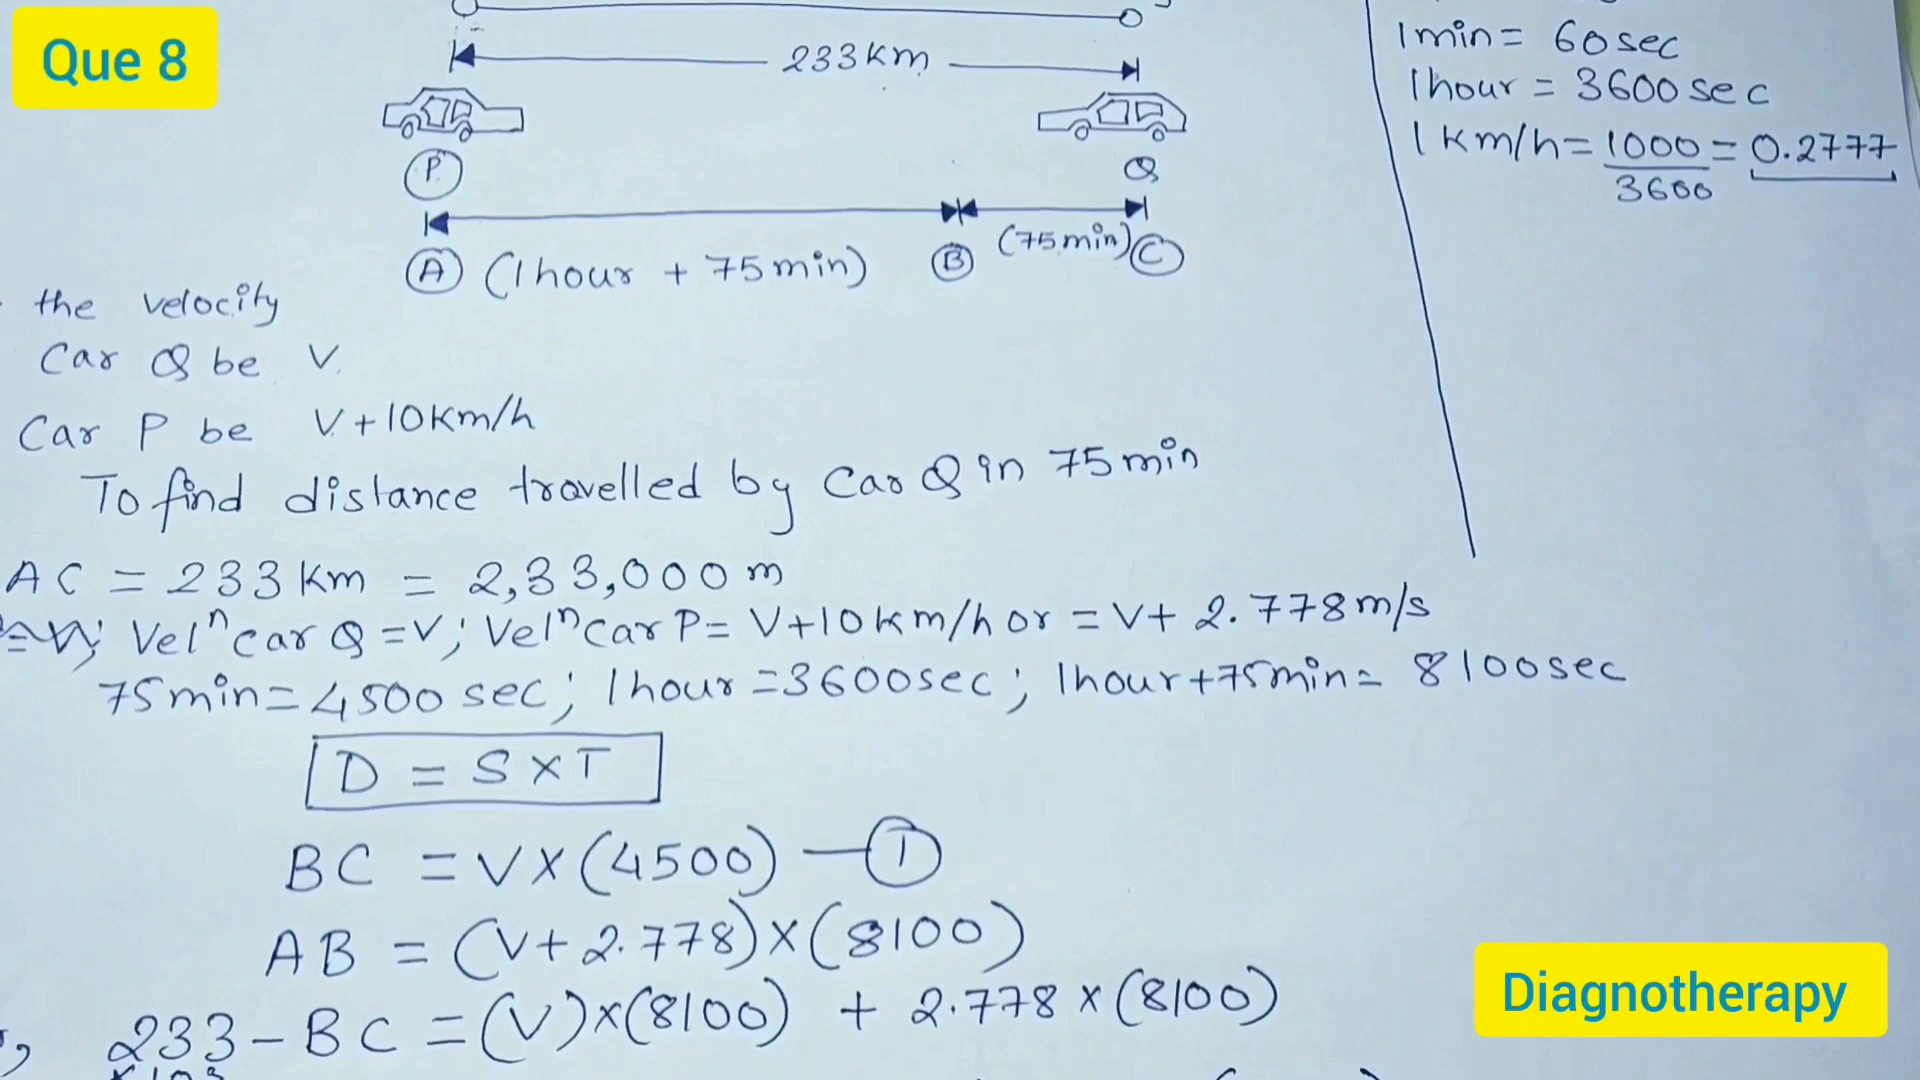 Que 8
233 km
1 min = 60 sec
1 hour = 3600 sec
1 km/h = 1000 = 0.2777
3600
P
Q
A (1 hour + 75 min) B (75 min) C
the velocity
Car Q be V.
Car P be V + 10 km/h
To find distance travelled by Car Q in 75 min
AC = 233 km = 2,33,000 m
Velⁿ car Q = V; Velⁿ car P = V + 10 km/h or = V + 2.778 m/s
75 min = 4500 sec; 1 hour = 3600 sec; 1 hour + 75 min = 8100 sec
D = S X T
BC = V X (4500) — 1
AB = (V + 2.778) X (8100)
233 - BC = (V) X (8100) + 2.778 X (8100)
Diagnotherapy